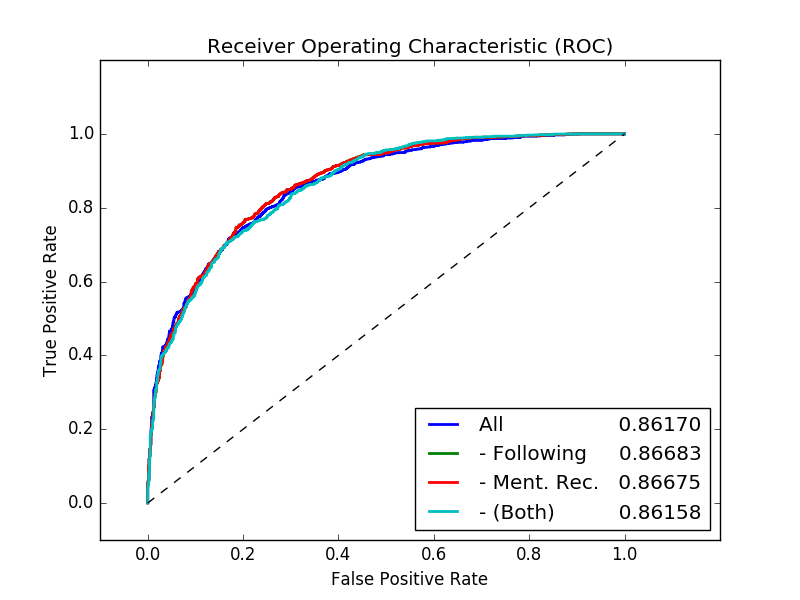 Receiver Operating Characteristic (ROC)
True Positive Rate
1.0
0.8
0.6
0.4
0.2
0.0
All 0.86170
- Following 0.86683
- Ment. Rec. 0.86675
- (Both) 0.86158
0.0 0.2 0.4 0.6 0.8 1.0
False Positive Rate